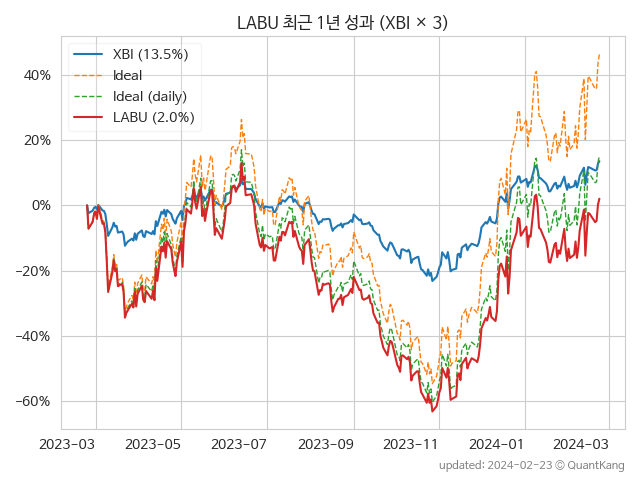 LABU 최근 1년 성과 (XBI × 3)
XBI (13.5%)
Ideal
Ideal (daily)
LABU (2.0%)
40%
20%
0%
−20%
−40%
−60%
2023-03 2023-05 2023-07 2023-09 2023-11 2024-01 2024-03
updated: 2024-02-23 ⓒ QuantKang